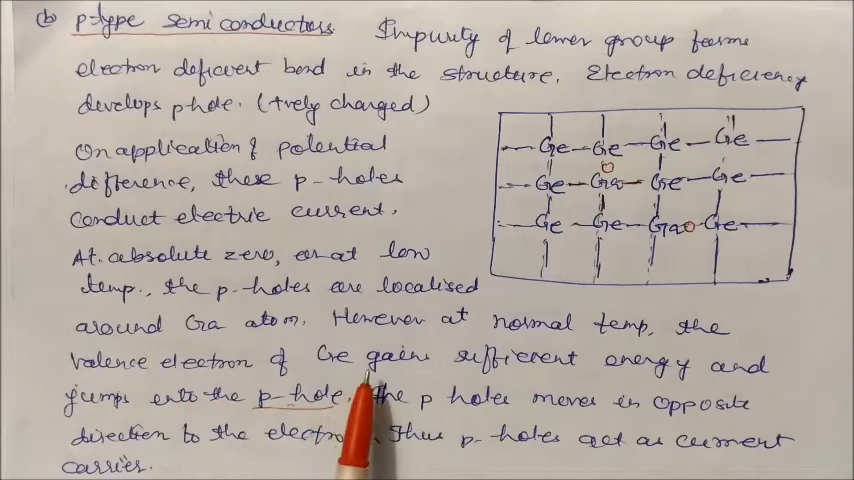 (b) p-type semiconductors. Impurity of lower group forms
electron deficient bond in the structure. Electron deficiency
develops p hole. (+vely charged)
On application of potential
difference, these p-holes
conduct electric current.
At absolute zero, or at low
temp., the p-holes are localised
around Ga atom. However at normal temp, the
valence electron of Ge gains sufficient energy and
jumps into the p-hole. The p holes moves in opposite
direction to the electron. Thus p-holes act as current
carrier.
Ge Ge Ge Ge
Ge Ga Ge Ge
Ge Ge Ga Ge